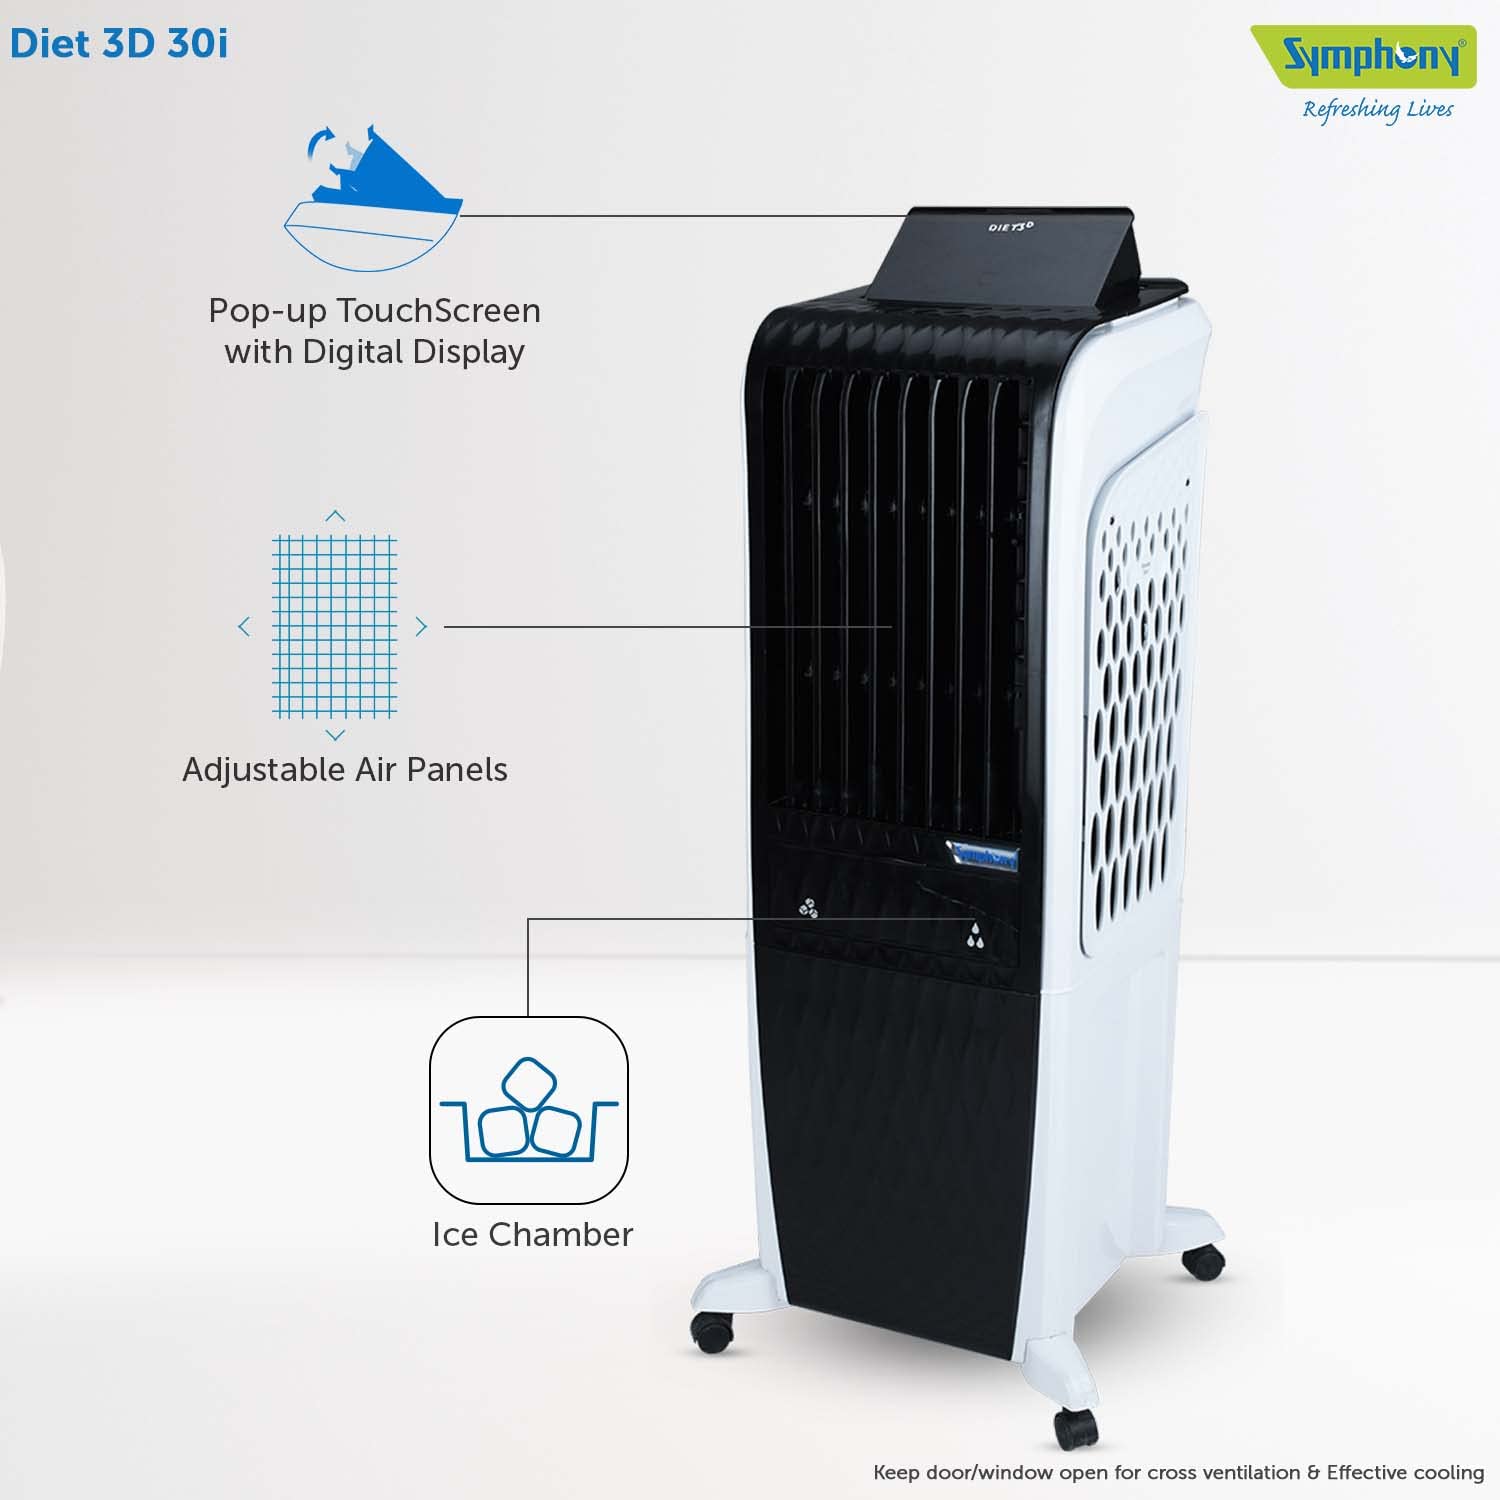 Diet 3D 30i
Symphony®
Refreshing Lives
DIET3D
Pop-up TouchScreen
with Digital Display
Adjustable Air Panels
Symphony
Ice Chamber
Keep door/window open for cross ventilation & Effective cooling